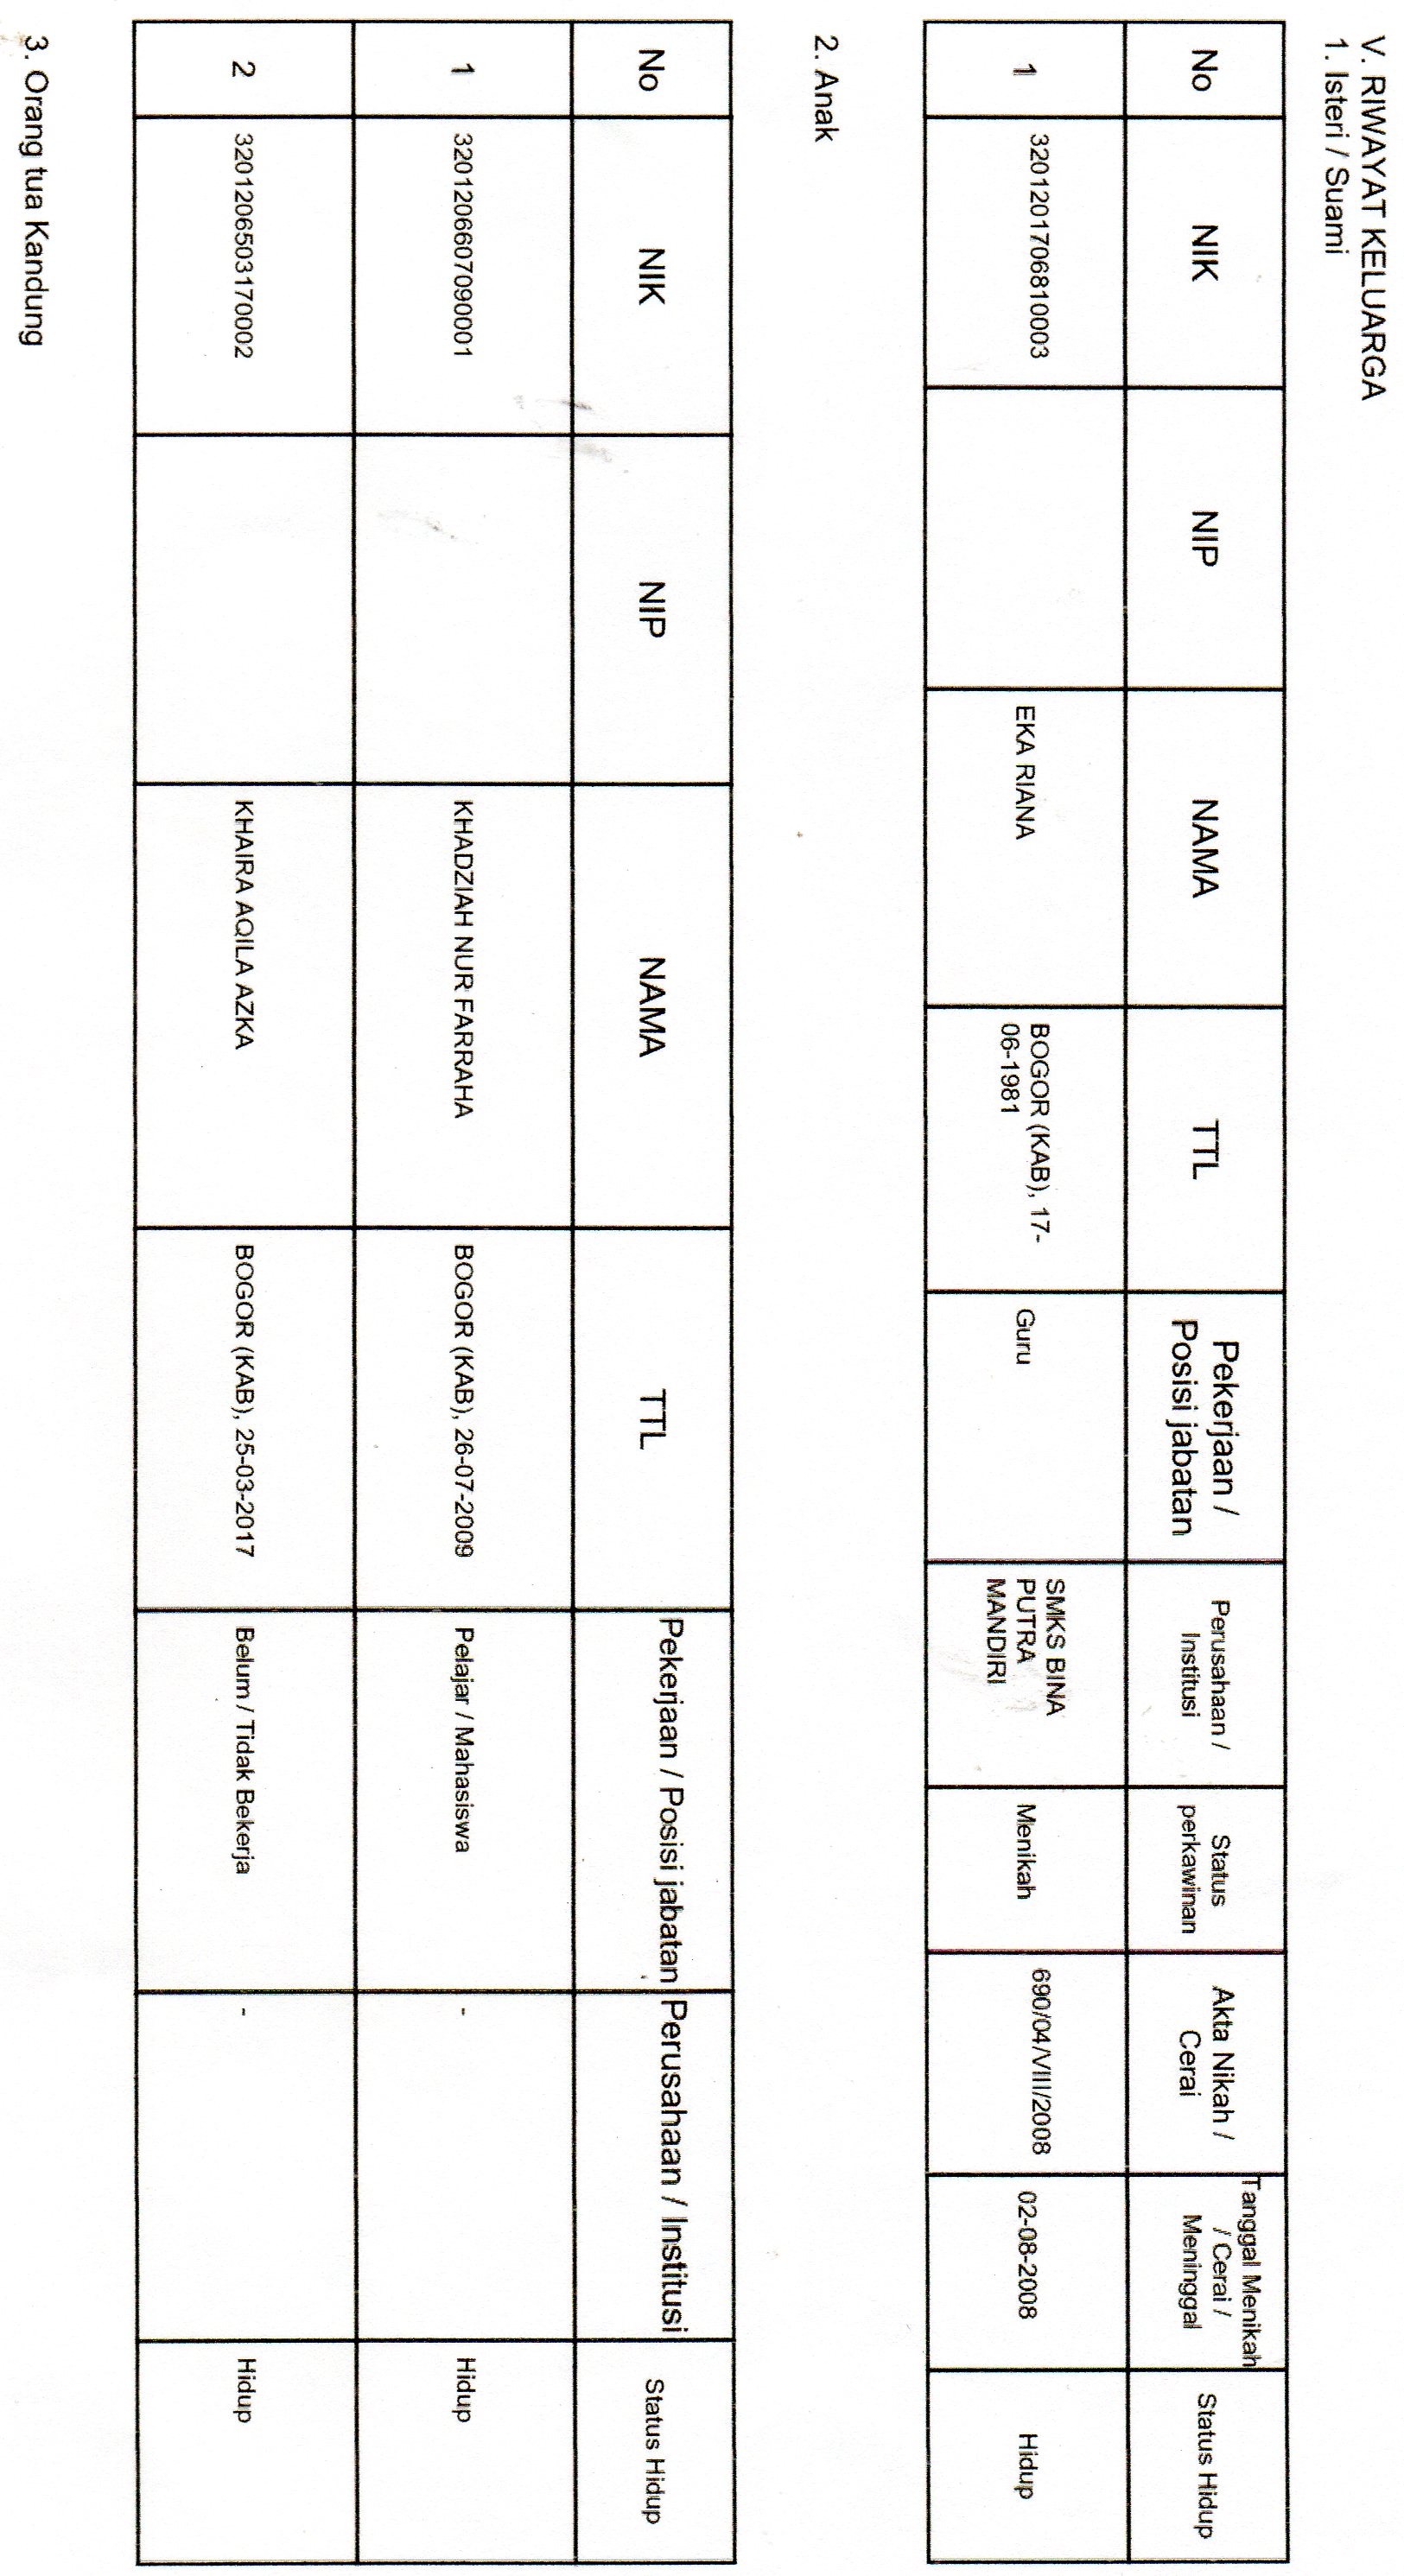 V. RIWAYAT KELUARGA
1. Isteri / Suami
No NIK NIP NAMA TTL Pekerjaan / Posisi jabatan Perusahaan / Institusi Status perkawinan Akta Nikah / Cerai Tanggal Menikah / Cerai / Meninggal Status Hidup
1 3201201706810003 EKA RIANA BOGOR (KAB), 17-06-1981 Guru SMKS BINA PUTRA MANDIRI Menikah 690/04/VIII/2008 02-08-2008 Hidup
2. Anak
No NIK NIP NAMA TTL Pekerjaan / Posisi jabatan Perusahaan / Institusi Status Hidup
1 3201206607090001 KHADZIAH NUR FARRAHA BOGOR (KAB), 26-07-2009 Pelajar / Mahasiswa - Hidup
2 3201206503170002 KHAIRA AQILA AZKA BOGOR (KAB), 25-03-2017 Belum / Tidak Bekerja - Hidup
3. Orang tua Kandung